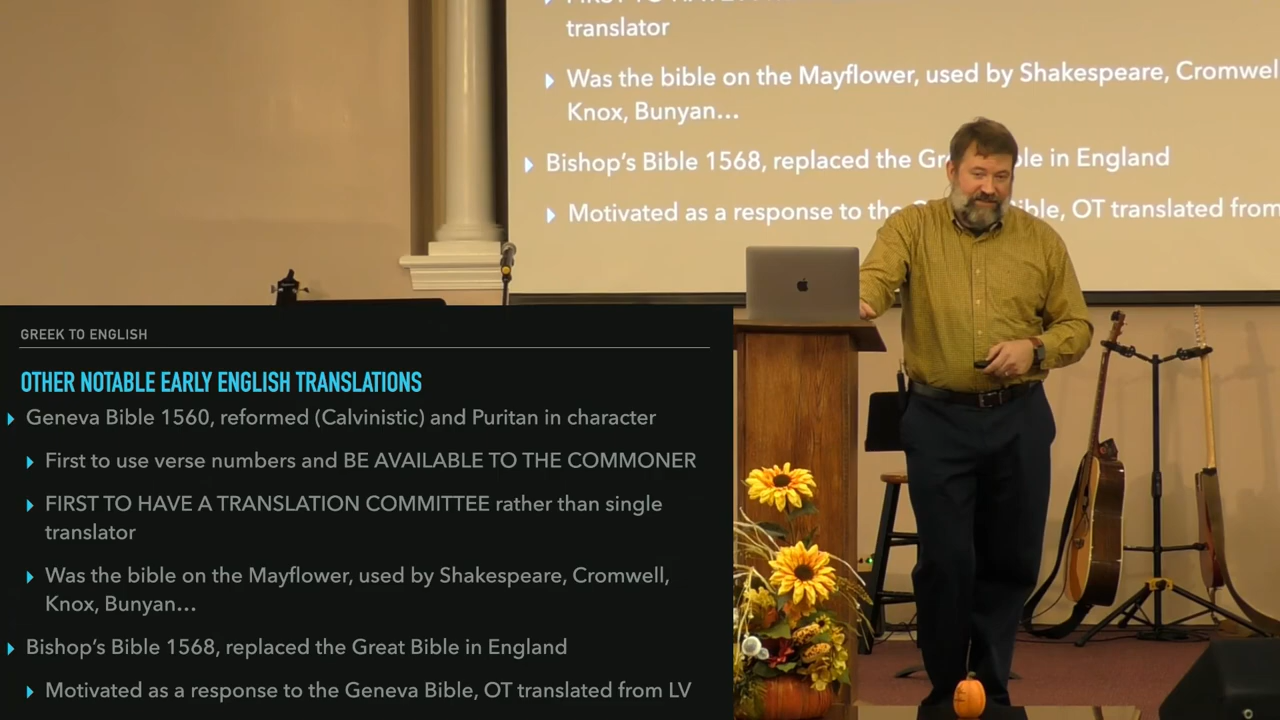 translator
Was the bible on the Mayflower, used by Shakespeare, Cromwel
Knox, Bunyan...
Bishop's Bible 1568, replaced the in England
Motivated as a response to the OT translated from
GREEK TO ENGLISH
OTHER NOTABLE EARLY ENGLISH TRANSLATIONS
Geneva Bible 1560, reformed (Calvinistic) and Puritan in character
First to use verse numbers and BE AVAILABLE TO THE COMMONER
FIRST TO HAVE A TRANSLATION COMMITTEE rather than single
translator
Was the bible on the Mayflower, used by Shakespeare, Cromwell,
Knox, Bunyan...
Bishop's Bible 1568, replaced the Great Bible in England
Motivated as a response to the Geneva Bible, OT translated from LV